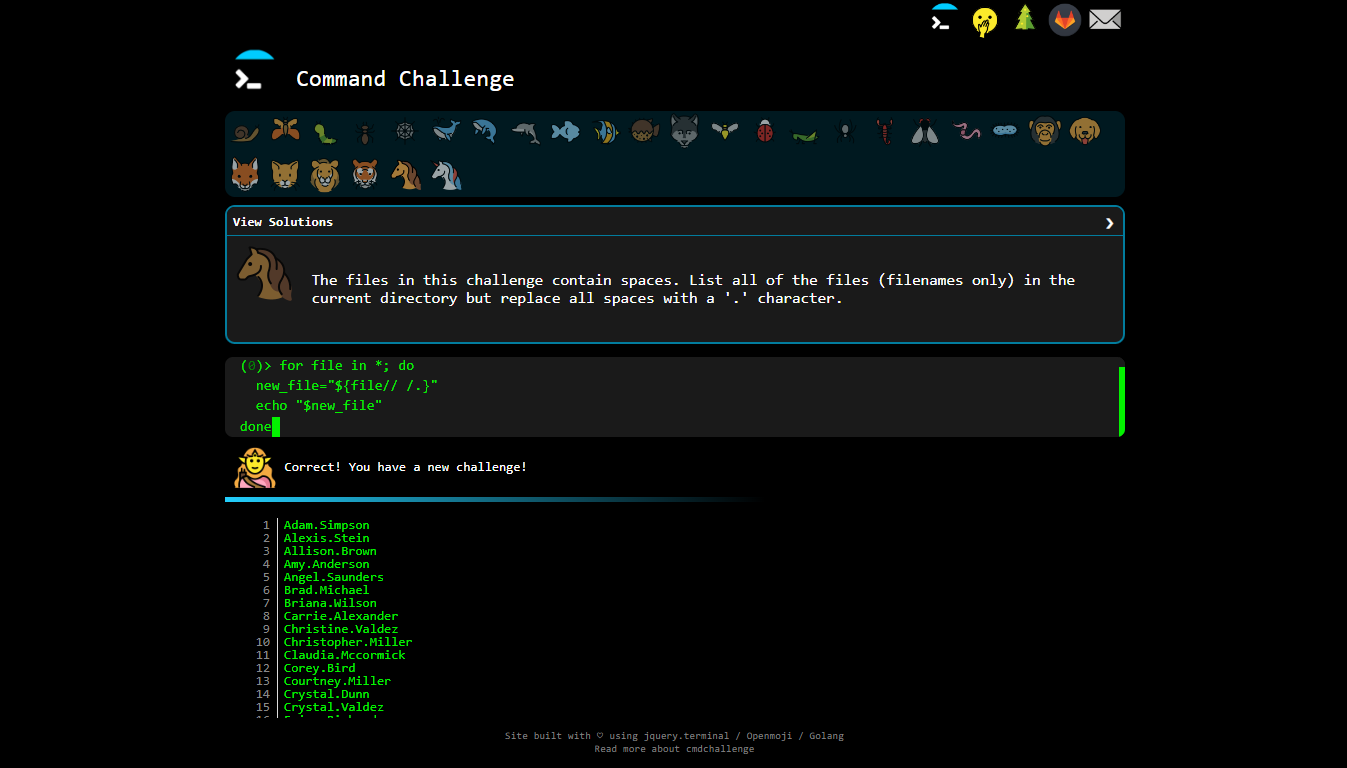 Command Challenge
View Solutions
The files in this challenge contain spaces. List all of the files (filenames only) in the
current directory but replace all spaces with a '.' character.
(0)> for file in *; do
new_file="${file// /.}"
echo "$new_file"
done
Correct! You have a new challenge!
1 Adam.Simpson
2 Alexis.Stein
3 Allison.Brown
4 Amy.Anderson
5 Angel.Saunders
6 Brad.Michael
7 Briana.Wilson
8 Carrie.Alexander
9 Christine.Valdez
10 Christopher.Miller
11 Claudia.Mccormick
12 Corey.Bird
13 Courtney.Miller
14 Crystal.Dunn
15 Crystal.Valdez
Site built with ♡ using jquery.terminal / Openmoji / Golang
Read more about cmdchallenge